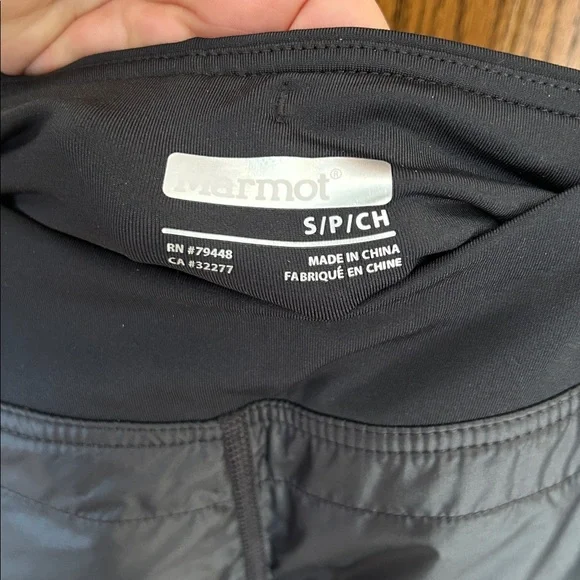 Marmot®
S/P/CH
RN #79448
CA #32277
MADE IN CHINA
FABRIQUÉ EN CHINE